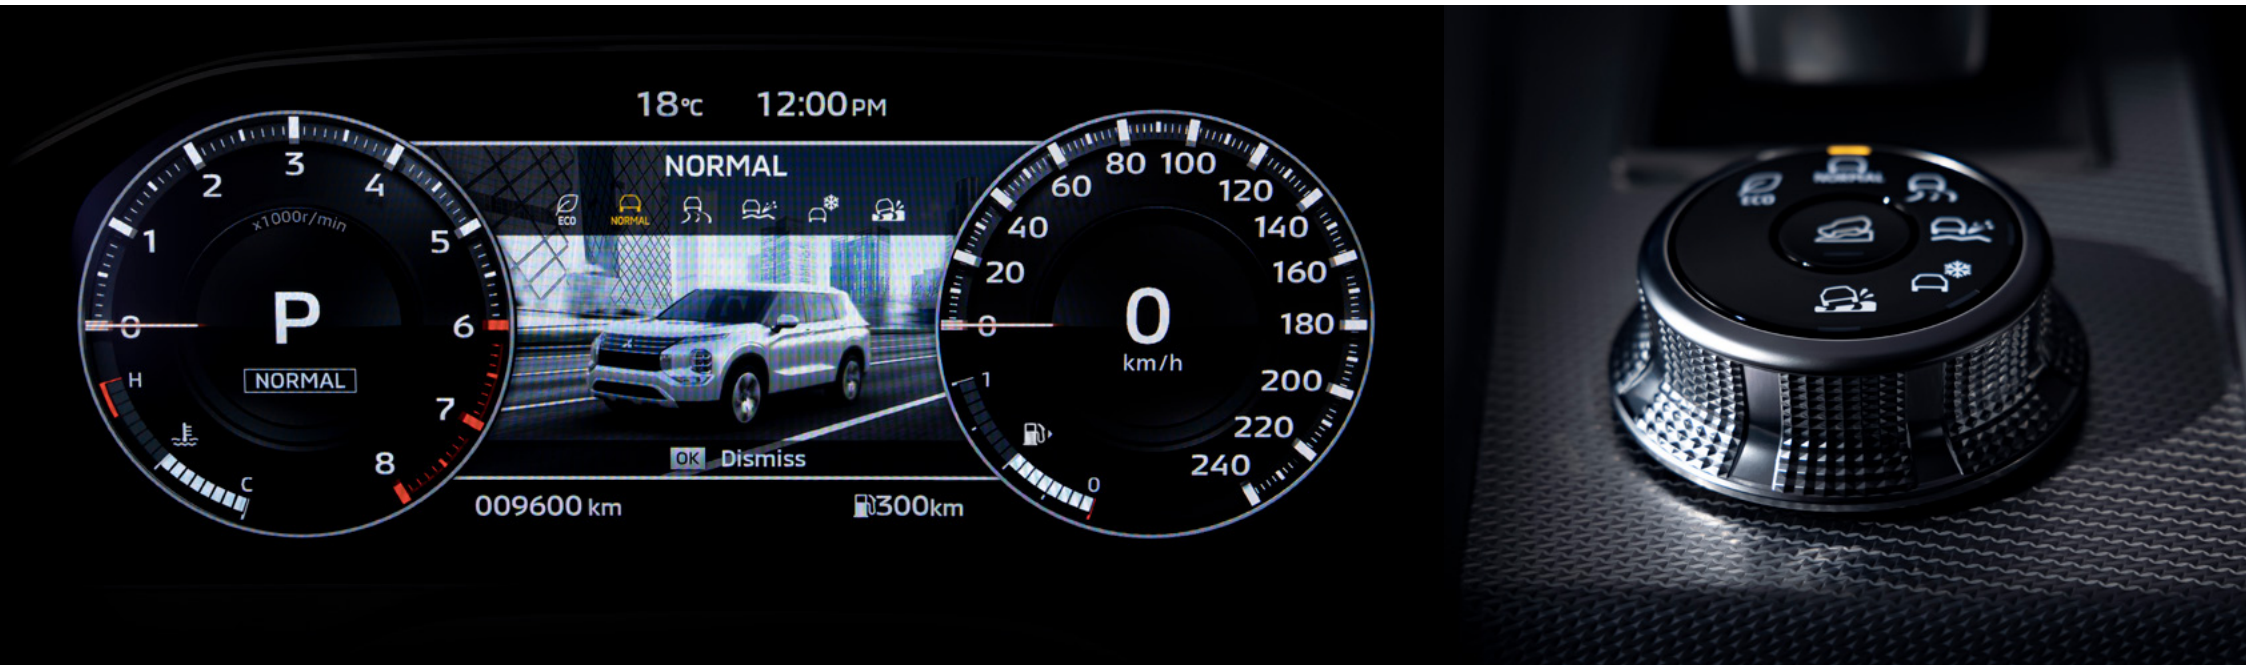 18°C 12:00PM
NORMAL
ECO NORMAL
x1000r/min
0 1 2 3 4 5 6 7 8
P
NORMAL
H
C
OK Dismiss
009600 km
300km
0 20 40 60 80 100 120 140 160 180 200 220 240
0
km/h
1
0
ECO NORMAL